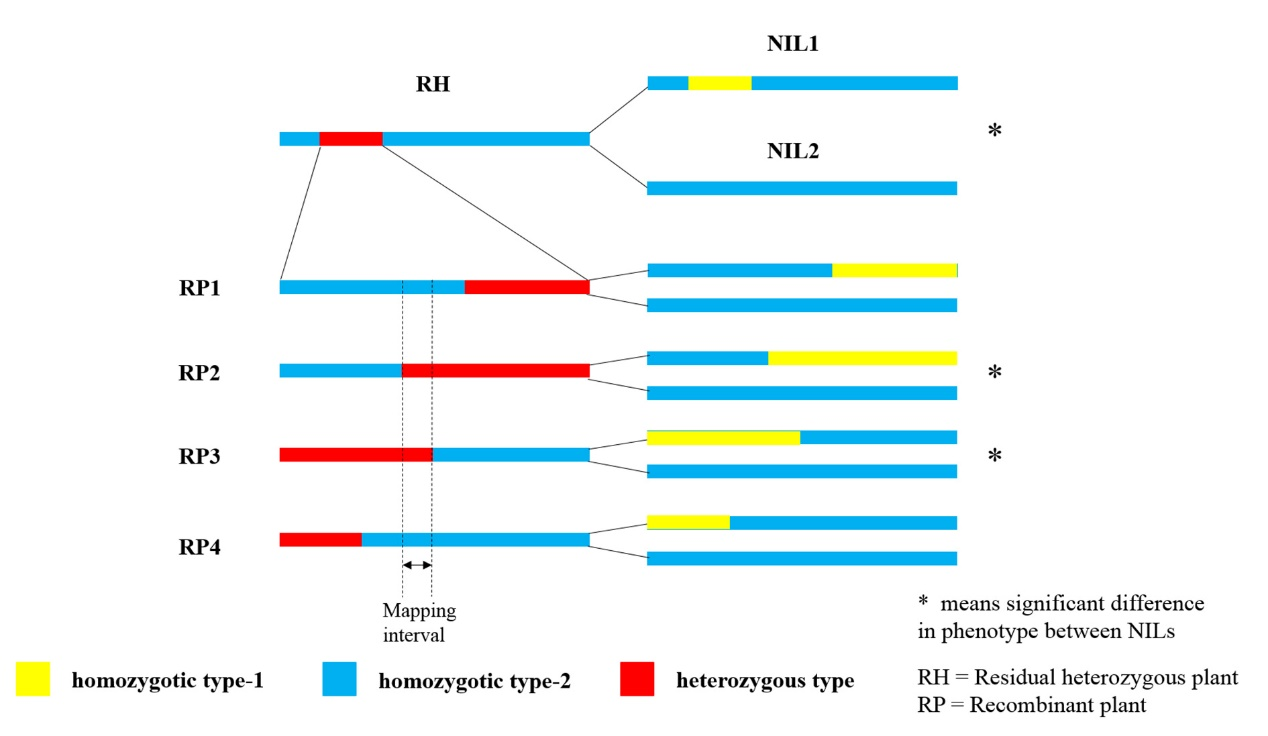 NIL1
RH
*
NIL2
RP1
RP2
*
RP3
*
RP4
Mapping
interval
* means significant difference
in phenotype between NILs
homozygotic type-1
homozygotic type-2
heterozygous type
RH = Residual heterozygous plant
RP = Recombinant plant